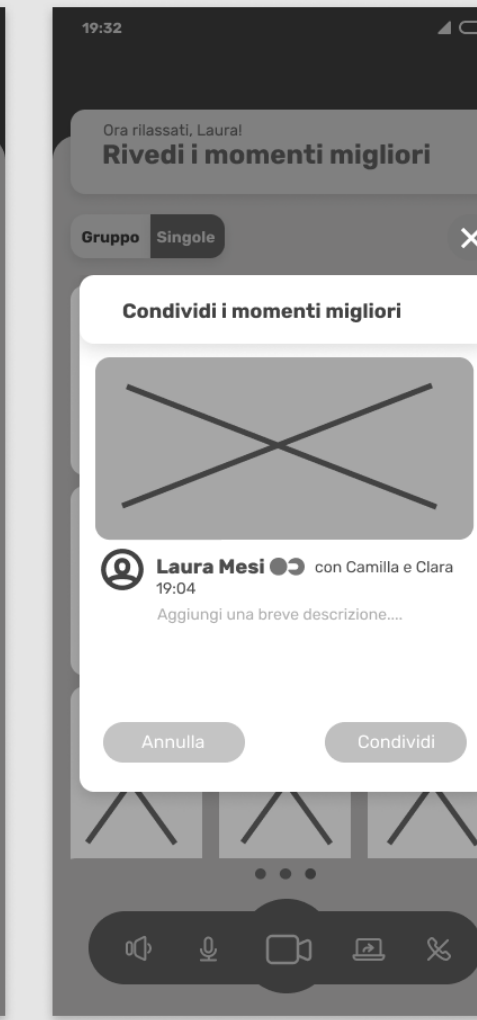 19:32
Ora rilassati, Laura!
Rivedi i momenti migliori
Gruppo Singole
Condividi i momenti migliori
Laura Mesi con Camilla e Clara
19:04
Aggiungi una breve descrizione....
Annulla Condividi